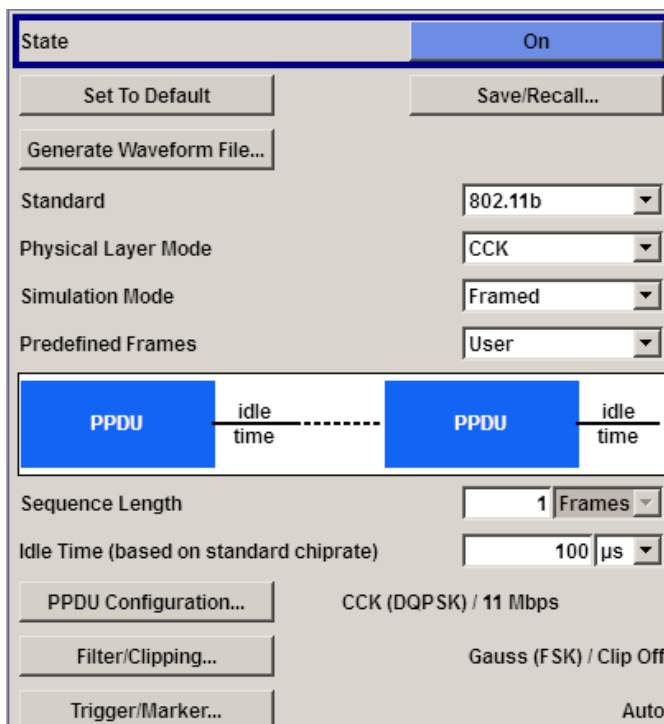 State On
Set To Default Save/Recall...
Generate Waveform File...
Standard 802.11b
Physical Layer Mode CCK
Simulation Mode Framed
Predefined Frames User
PPDU idle time PPDU idle time
Sequence Length 1 Frames
Idle Time (based on standard chiprate) 100 µs
PPDU Configuration... CCK (DQPSK) / 11 Mbps
Filter/Clipping... Gauss (FSK) / Clip Off
Trigger/Marker... Auto